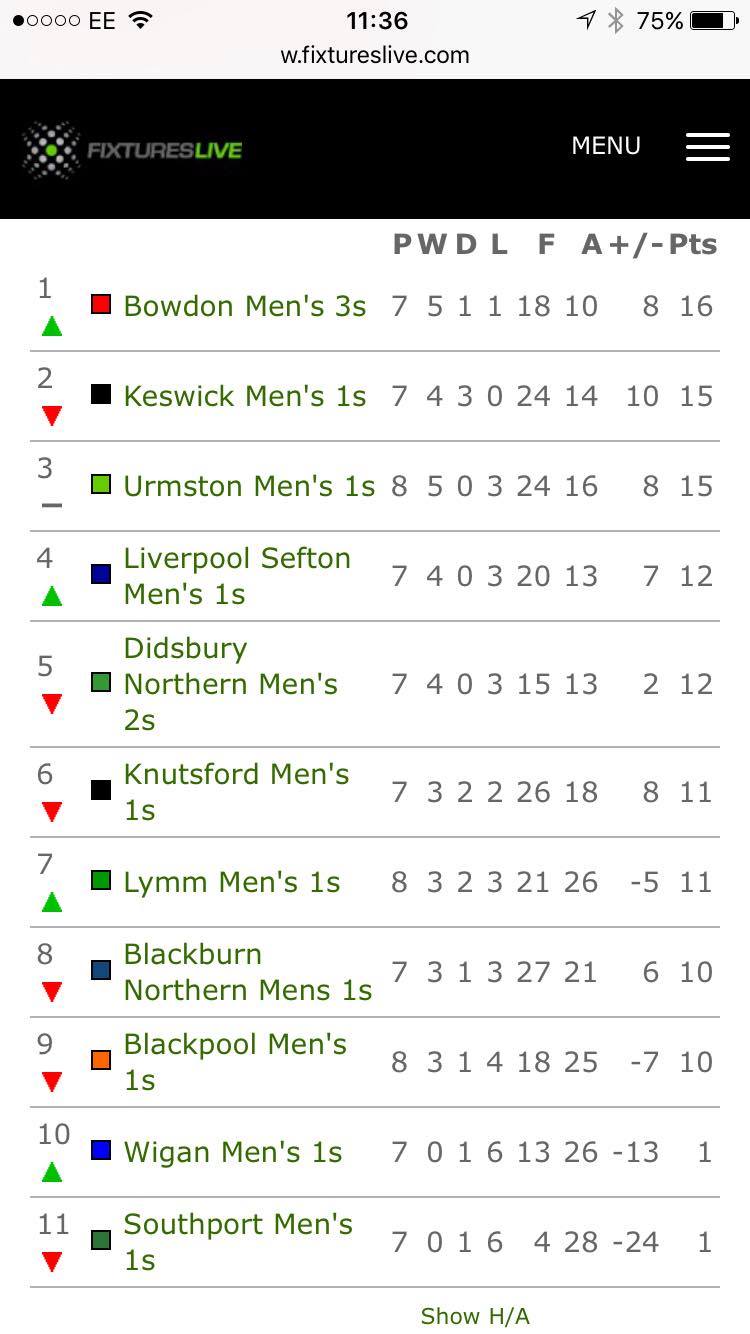 EE 11:36 75%
w.fixtureslive.com
FIXTURESLIVE MENU
P W D L F A +/- Pts
1 Bowdon Men's 3s 7 5 1 1 18 10 8 16
2 Keswick Men's 1s 7 4 3 0 24 14 10 15
3 Urmston Men's 1s 8 5 0 3 24 16 8 15
4 Liverpool Sefton
Men's 1s 7 4 0 3 20 13 7 12
5 Didsbury
Northern Men's 7 4 0 3 15 13 2 12
2s
6 Knutsford Men's
1s 7 3 2 2 26 18 8 11
7 Lymm Men's 1s 8 3 2 3 21 26 -5 11
8 Blackburn
Northern Mens 1s 7 3 1 3 27 21 6 10
9 Blackpool Men's
1s 8 3 1 4 18 25 -7 10
10 Wigan Men's 1s 7 0 1 6 13 26 -13 1
11 Southport Men's
1s 7 0 1 6 4 28 -24 1
Show H/A